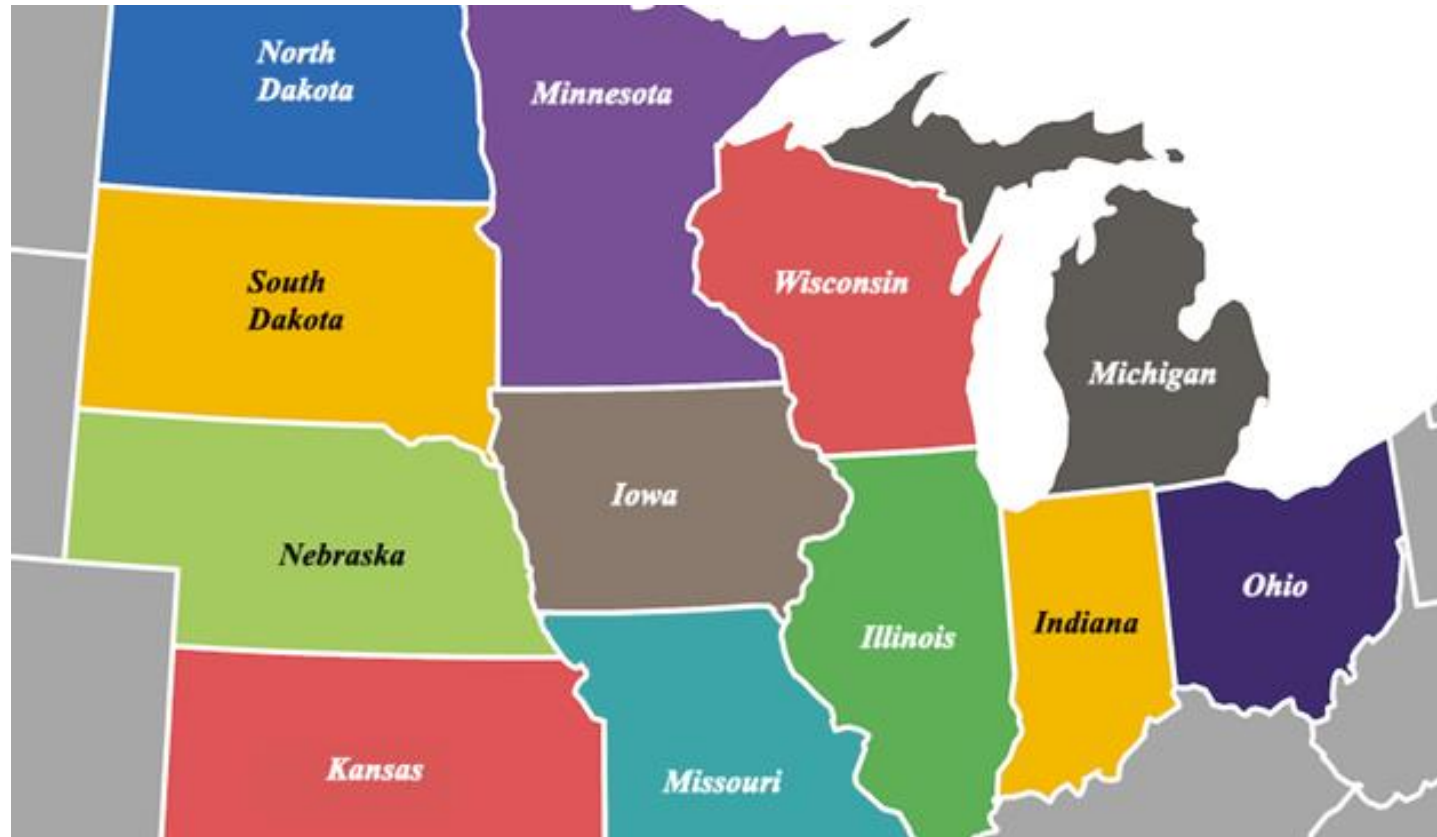 North
Dakota
Minnesota
South
Dakota
Wisconsin
Michigan
Iowa
Nebraska
Ohio
Indiana
Illinois
Kansas
Missouri